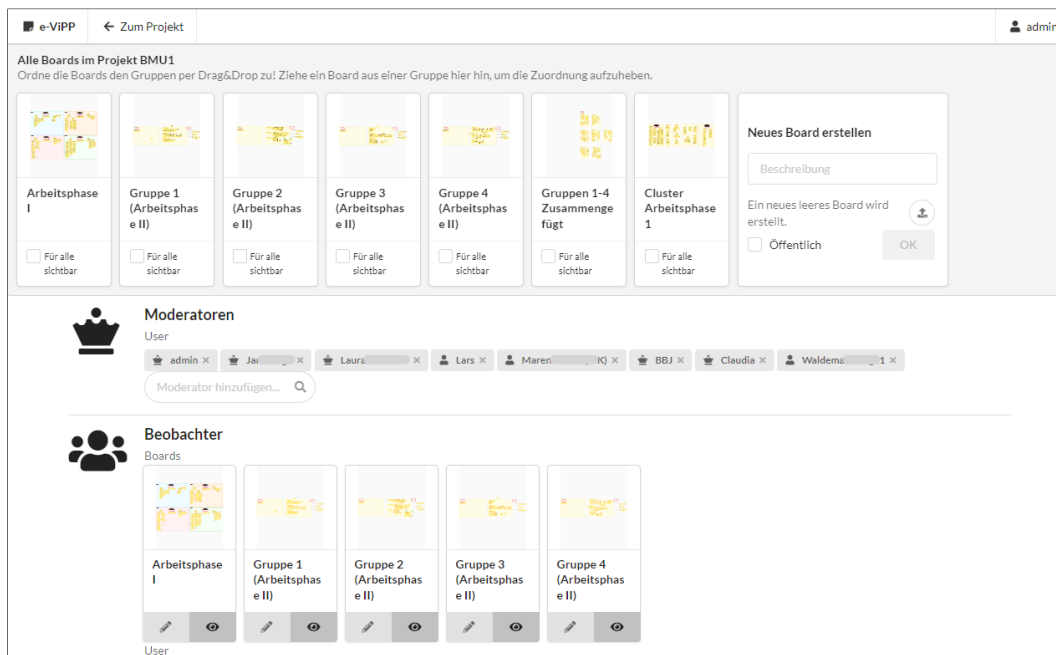 e-ViPP Zum Projekt admin
Alle Boards im Projekt BMU1
Ordne die Boards den Gruppen per Drag&Drop zu! Ziehe ein Board aus einer Gruppe hier hin, um die Zuordnung aufzuheben.
Arbeitsphase
I
Für alle
sichtbar
Gruppe 1
(Arbeitsphas
e II)
Für alle
sichtbar
Gruppe 2
(Arbeitsphas
e II)
Für alle
sichtbar
Gruppe 3
(Arbeitsphas
e II)
Für alle
sichtbar
Gruppe 4
(Arbeitsphas
e II)
Für alle
sichtbar
Gruppen 1-4
Zusammenge
fügt
Für alle
sichtbar
Cluster
Arbeitsphase
1
Für alle
sichtbar
Neues Board erstellen
Beschreibung
Ein neues leeres Board wird
erstellt.
Öffentlich OK
Moderatoren
User
admin × × × Lars × Maren K) × BBJ × Claudia × 1 ×
Moderator hinzufügen...
Beobachter
Boards
Arbeitsphase
I
Gruppe 1
(Arbeitsphas
e II)
Gruppe 2
(Arbeitsphas
e II)
Gruppe 3
(Arbeitsphas
e II)
Gruppe 4
(Arbeitsphas
e II)
User